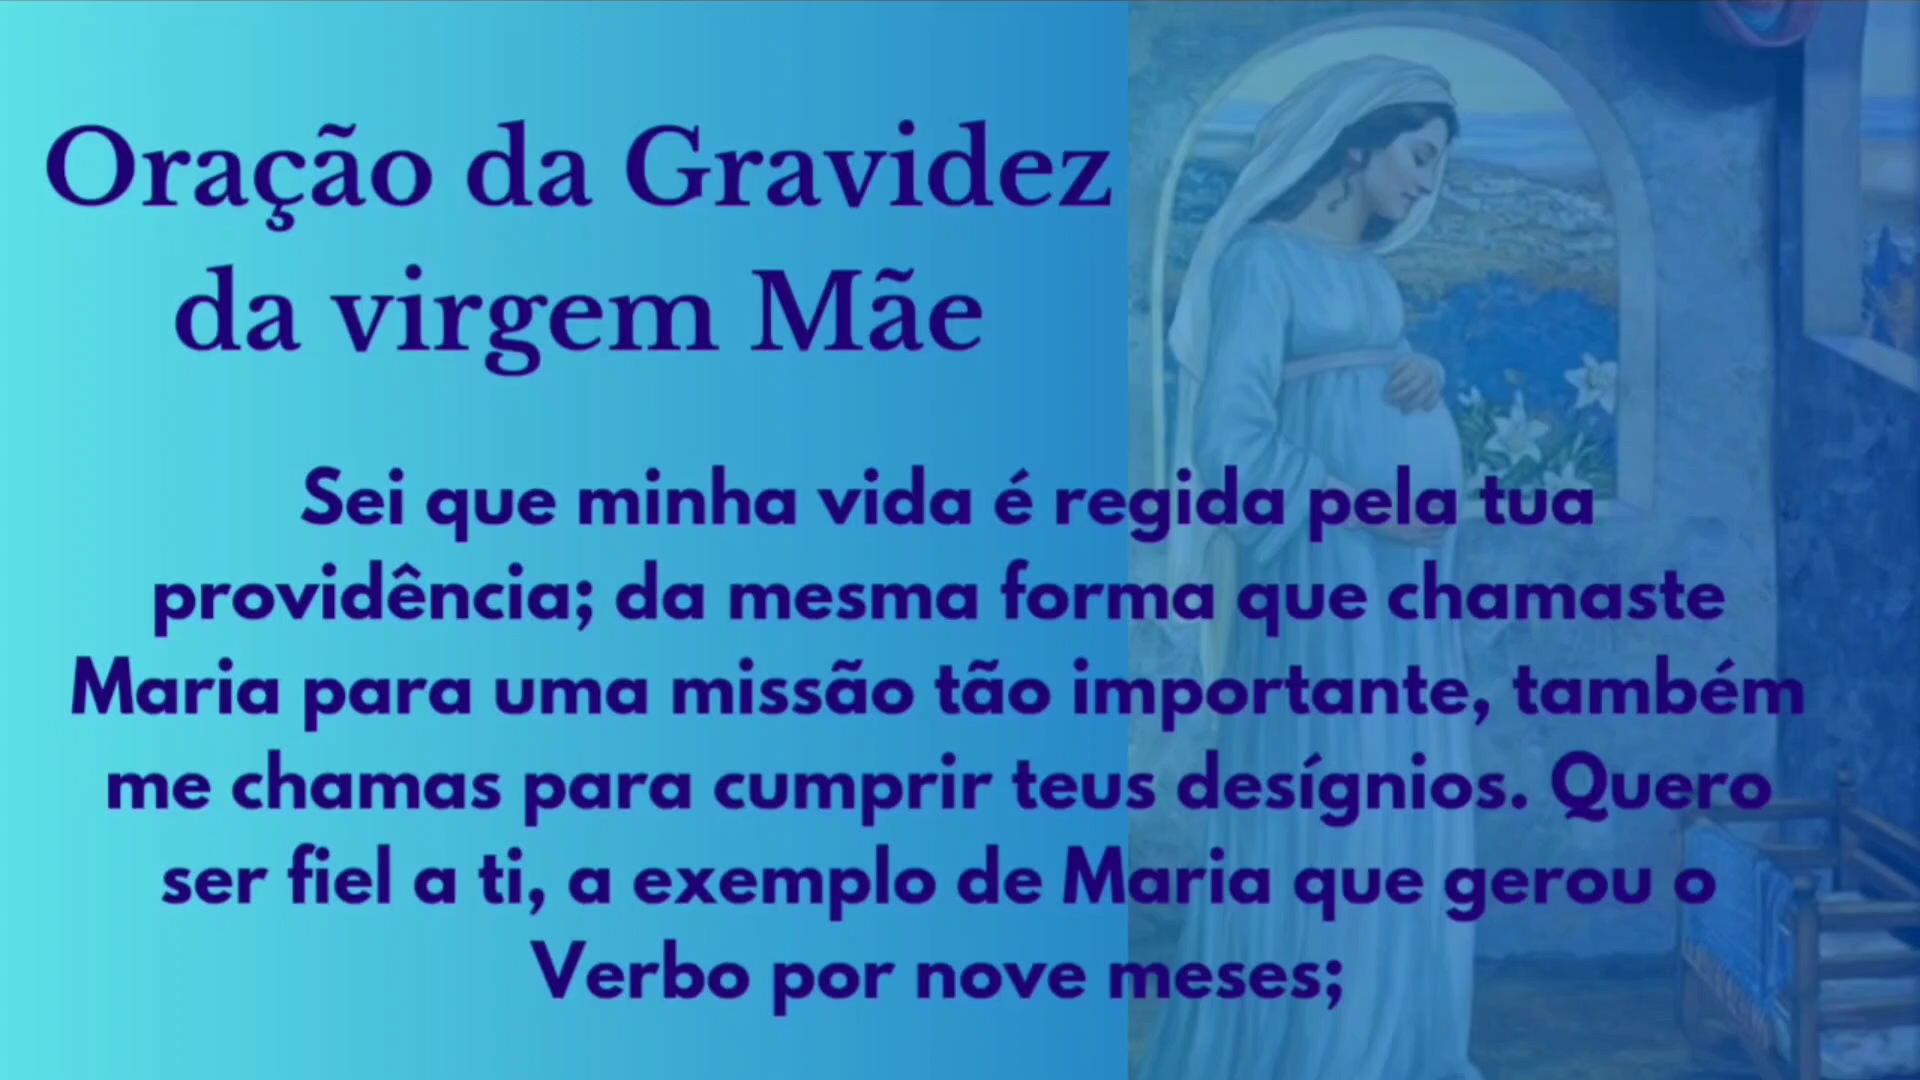 Oração da Gravidez
da virgem Mãe
Sei que minha vida é regida pela tua
providência; da mesma forma que chamaste
Maria para uma missão tão importante, também
me chamas para cumprir teus desígnios. Quero
ser fiel a ti, a exemplo de Maria que gerou o
Verbo por nove meses;